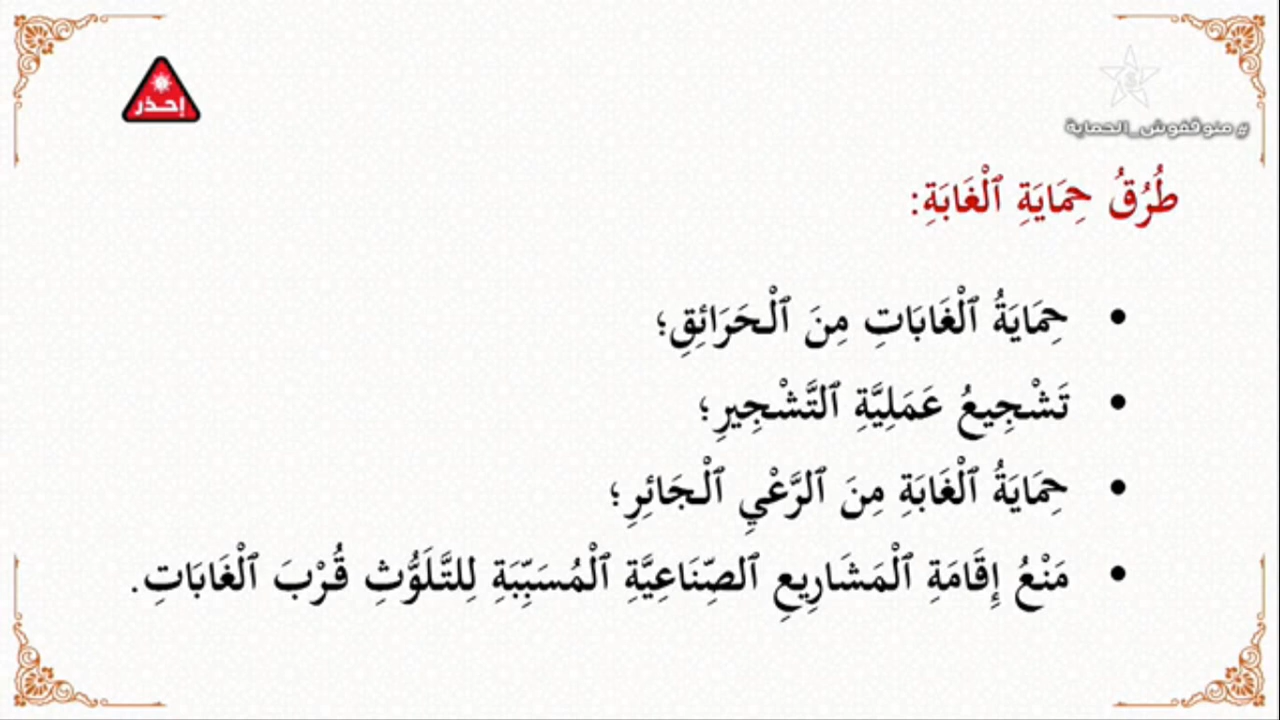 إحذر
# منوقفوش_الحماية
طُرُقُ حِمَايَةِ ٱلْغَابَةِ:
• حِمَايَةُ ٱلْغَابَاتِ مِنَ ٱلْحَرَائِقِ؛
• تَشْجِيعُ عَمَلِيَّةِ ٱلتَّشْجِيرِ؛
• حِمَايَةُ ٱلْغَابَةِ مِنَ ٱلرَّعْيِ ٱلْجَائِرِ؛
• مَنْعُ إِقَامَةِ ٱلْمَشَارِيعِ ٱلصِّنَاعِيَّةِ ٱلْمُسَبِّبَةِ لِلتَّلَوُّثِ قُرْبَ ٱلْغَابَاتِ.